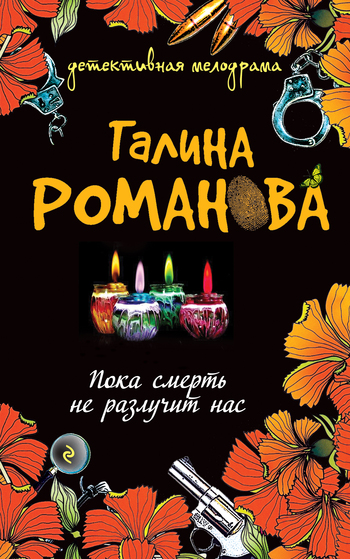 детективная мелодрама
ГАЛИНА
РОМАНОВА
Пока смерть
не разлучит нас